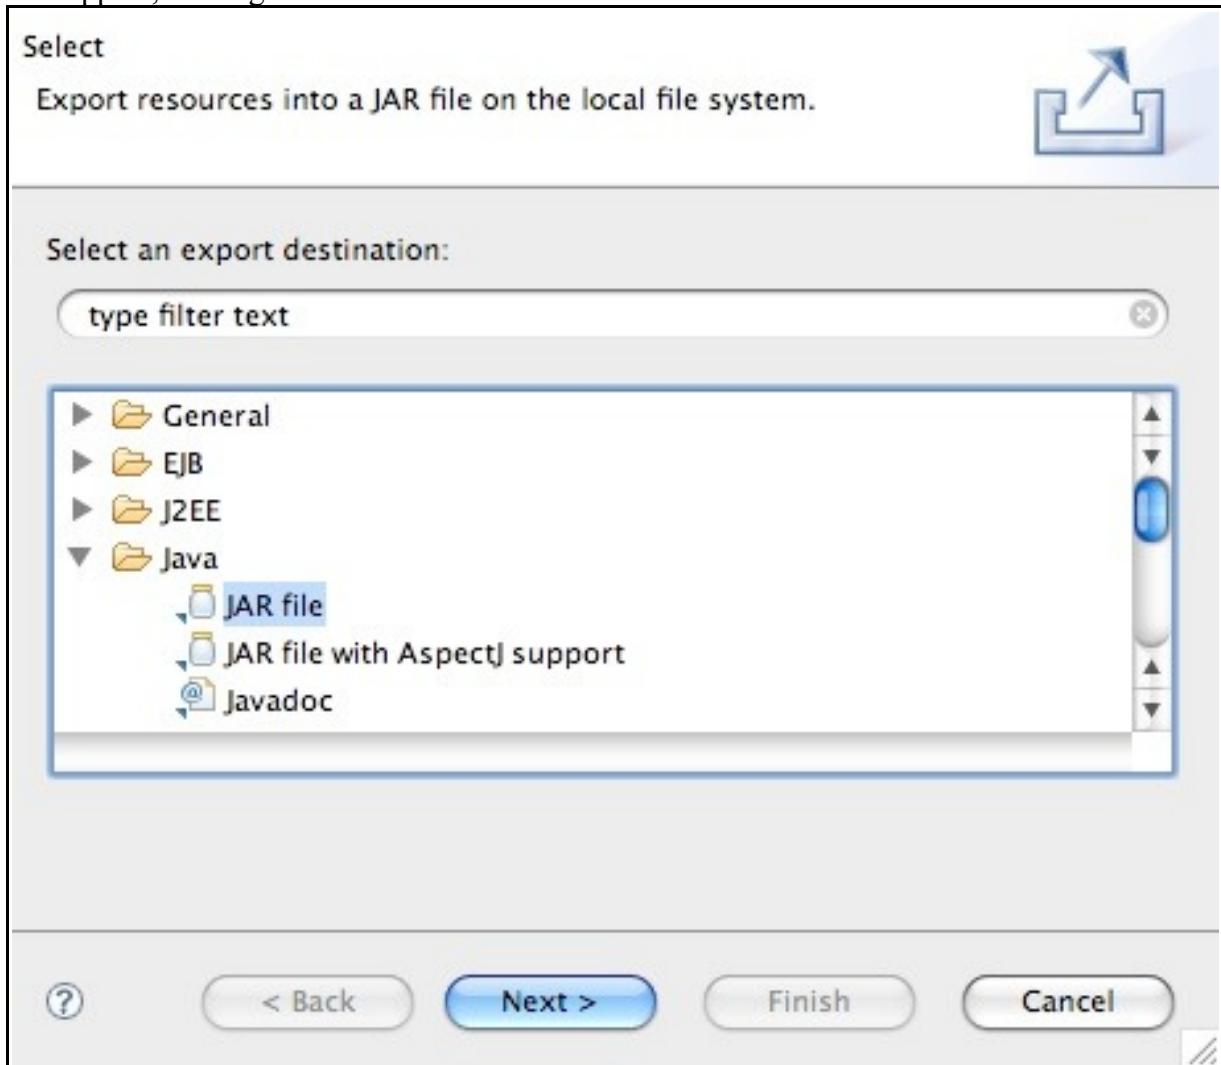 Select
Export resources into a JAR file on the local file system.
Select an export destination:
type filter text
General
EJB
J2EE
Java
JAR file
JAR file with AspectJ support
Javadoc
? < Back Next > Finish Cancel